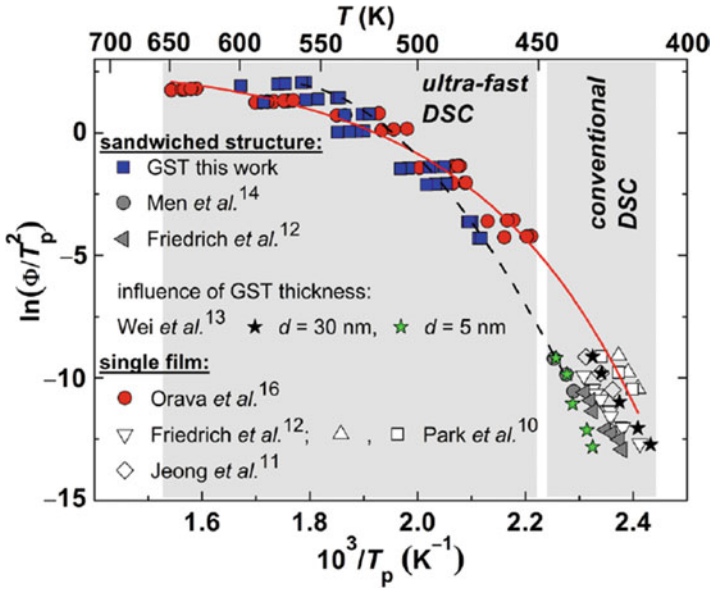 T (K)
700 650 600 550 500 450 400
ultra-fast
DSC
conventional
DSC
sandwiched structure:
GST this work
Men et al.14
Friedrich et al.12
influence of GST thickness:
Wei et al.13 ★ d = 30 nm, ★ d = 5 nm
single film:
Orava et al.16
Friedrich et al.12; △ , □ Park et al.10
Jeong et al.11
ln(Φ/Tp2)
0
−5
−10
−15
1.6 1.8 2.0 2.2 2.4
103/Tp (K−1)